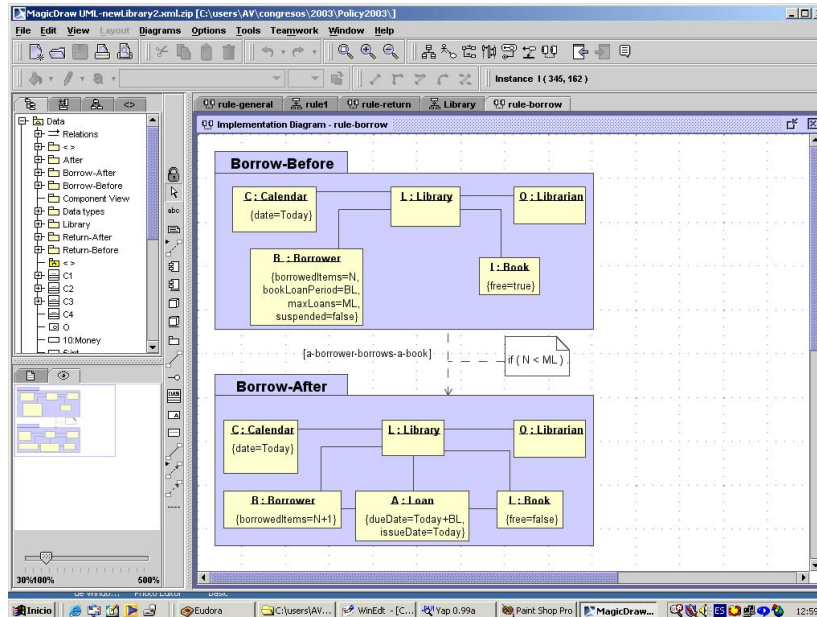 MagicDraw UML-newLibrary2.xml.zip [C:\users\AV\congresos\2003\Policy2003\]
File Edit View Layout Diagrams Options Tools Teamwork Window Help
Instance I ( 345, 162 )
rule-general rule1 rule-return Library rule-borrow
Implementation Diagram - rule-borrow
Data
Relations
< >
After
Borrow-After
Borrow-Before
Component View
Data types
Library
Return-After
Return-Before
< >
C1
C2
C3
C4
O
10:Money
abc
Borrow-Before
C : Calendar
{date=Today}
L : Library
O : Librarian
B : Borrower
{borrowedItems=N,
bookLoanPeriod=BL,
maxLoans=ML,
suspended=false}
I : Book
{free=true}
[a-borrower-borrows-a-book]
if ( N < ML )
Borrow-After
C : Calendar
{date=Today}
L : Library
O : Librarian
B : Borrower
{borrowedItems=N+1}
A : Loan
{dueDate=Today+BL,
issueDate=Today}
I : Book
{free=false}
30%100% 500%
Inicio Eudora C:\users\AV... WinEdt - [C... Yap 0.99a Paint Shop Pro MagicDraw... ES 12:59